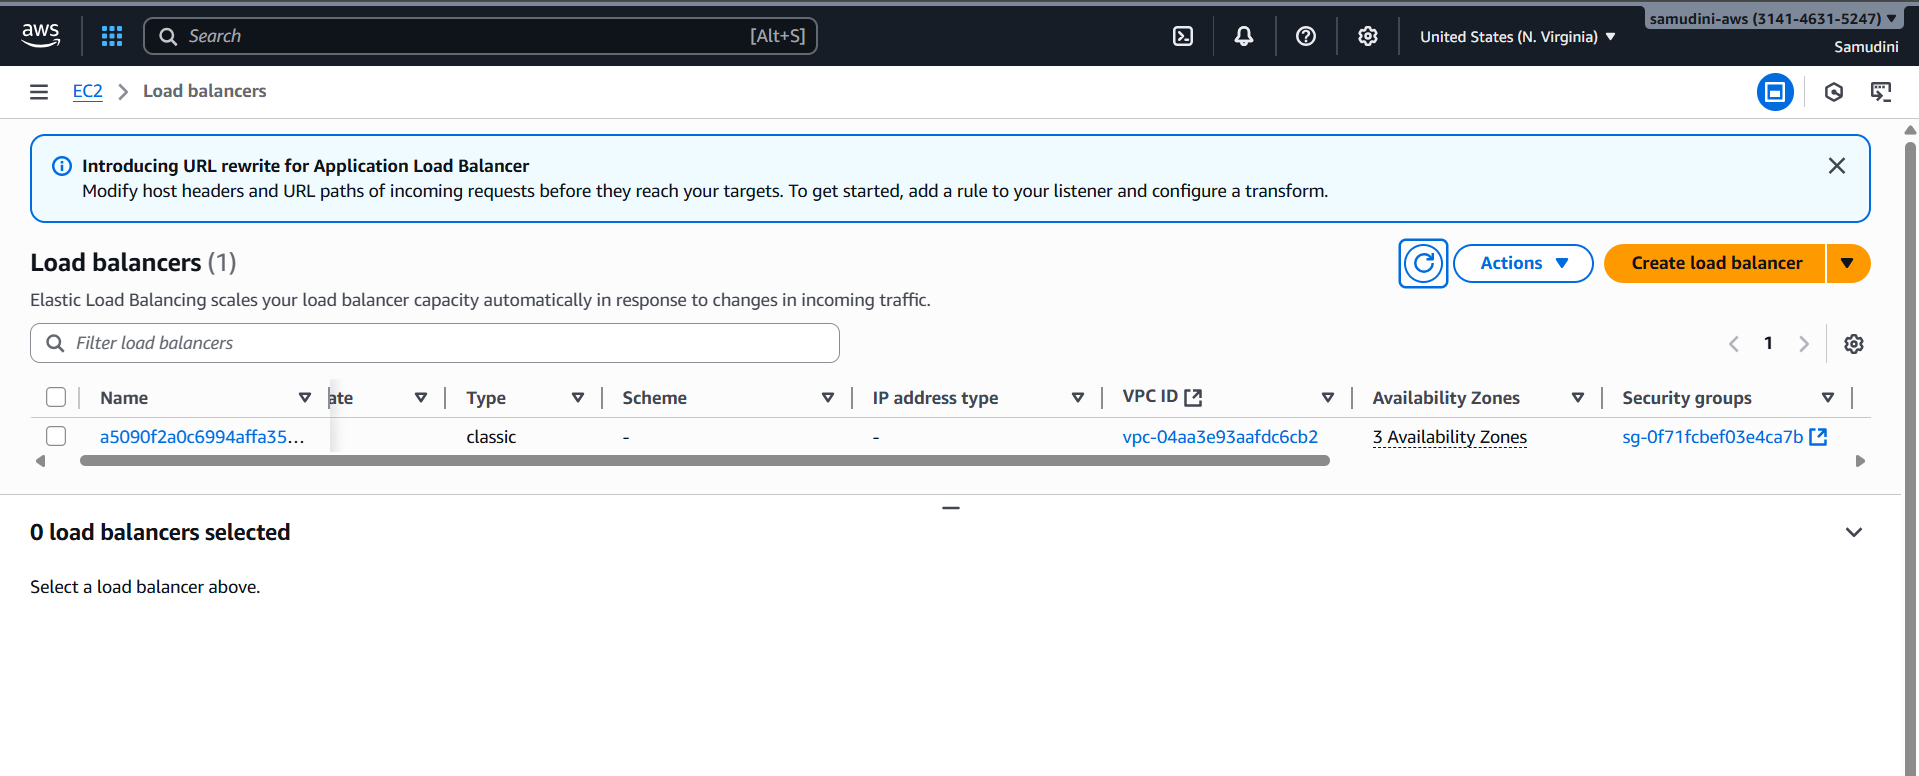 aws
Search [Alt+S]
United States (N. Virginia)
samudini-aws (3141-4631-5247)
Samudini
EC2 > Load balancers
Introducing URL rewrite for Application Load Balancer
Modify host headers and URL paths of incoming requests before they reach your targets. To get started, add a rule to your listener and configure a transform.
Load balancers (1)
Actions
Create load balancer
Elastic Load Balancing scales your load balancer capacity automatically in response to changes in incoming traffic.
Filter load balancers
1
Name ate Type Scheme IP address type VPC ID Availability Zones Security groups
a5090f2a0c6994affa35... classic - - vpc-04aa3e93aafdc6cb2 3 Availability Zones sg-0f71fcbef03e4ca7b
0 load balancers selected
Select a load balancer above.